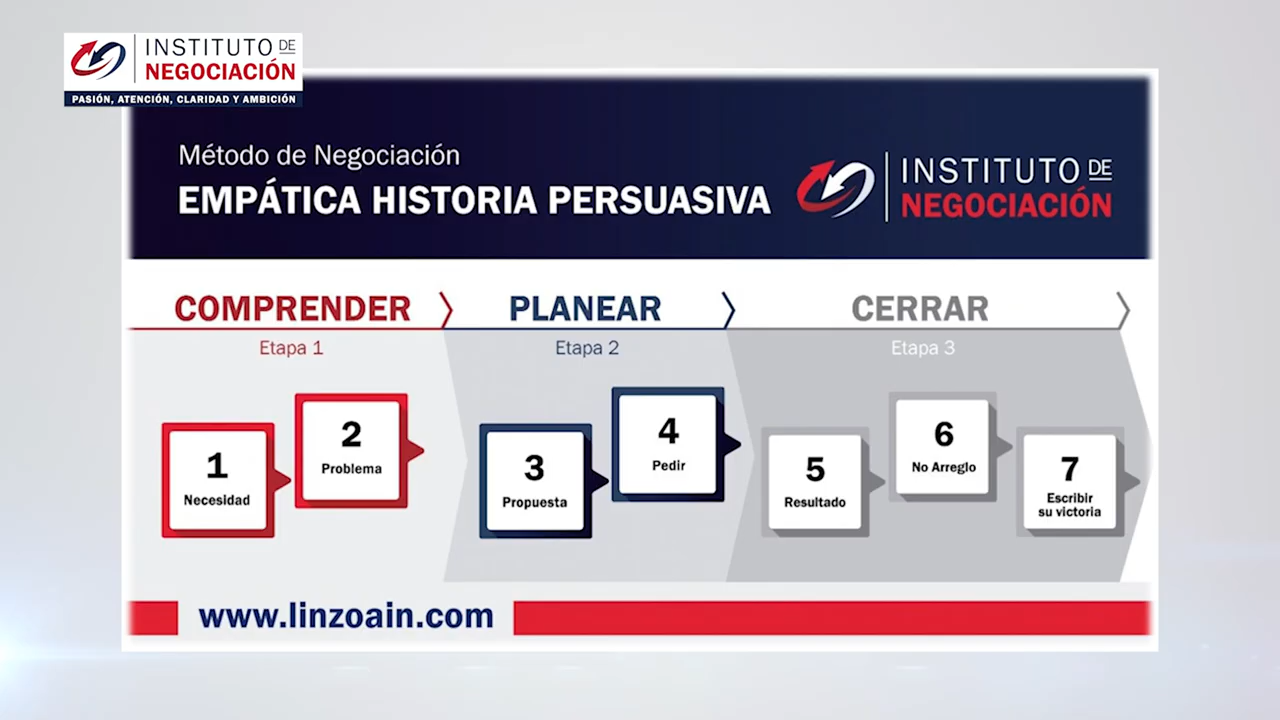 INSTITUTO DE
NEGOCIACIÓN
PASIÓN, ATENCIÓN, CLARIDAD Y AMBICIÓN
Método de Negociación
EMPÁTICA HISTORIA PERSUASIVA
INSTITUTO DE
NEGOCIACIÓN
COMPRENDER
Etapa 1
PLANEAR
Etapa 2
CERRAR
Etapa 3
1
Necesidad
2
Problema
3
Propuesta
4
Pedir
5
Resultado
6
No Arreglo
7
Escribir
su victoria
www.linzoain.com